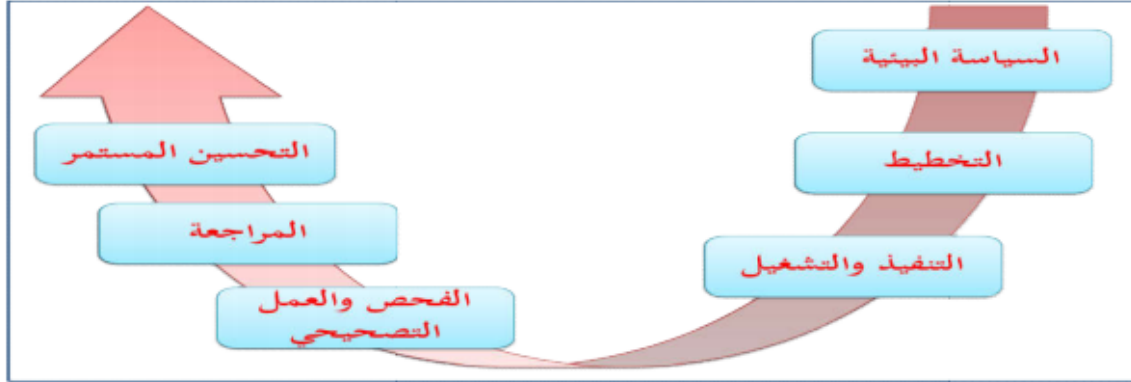 السياسة البيئية
التخطيط
التنفيذ والتشغيل
الفحص والعمل
التصحيحي
المراجعة
التحسين المستمر